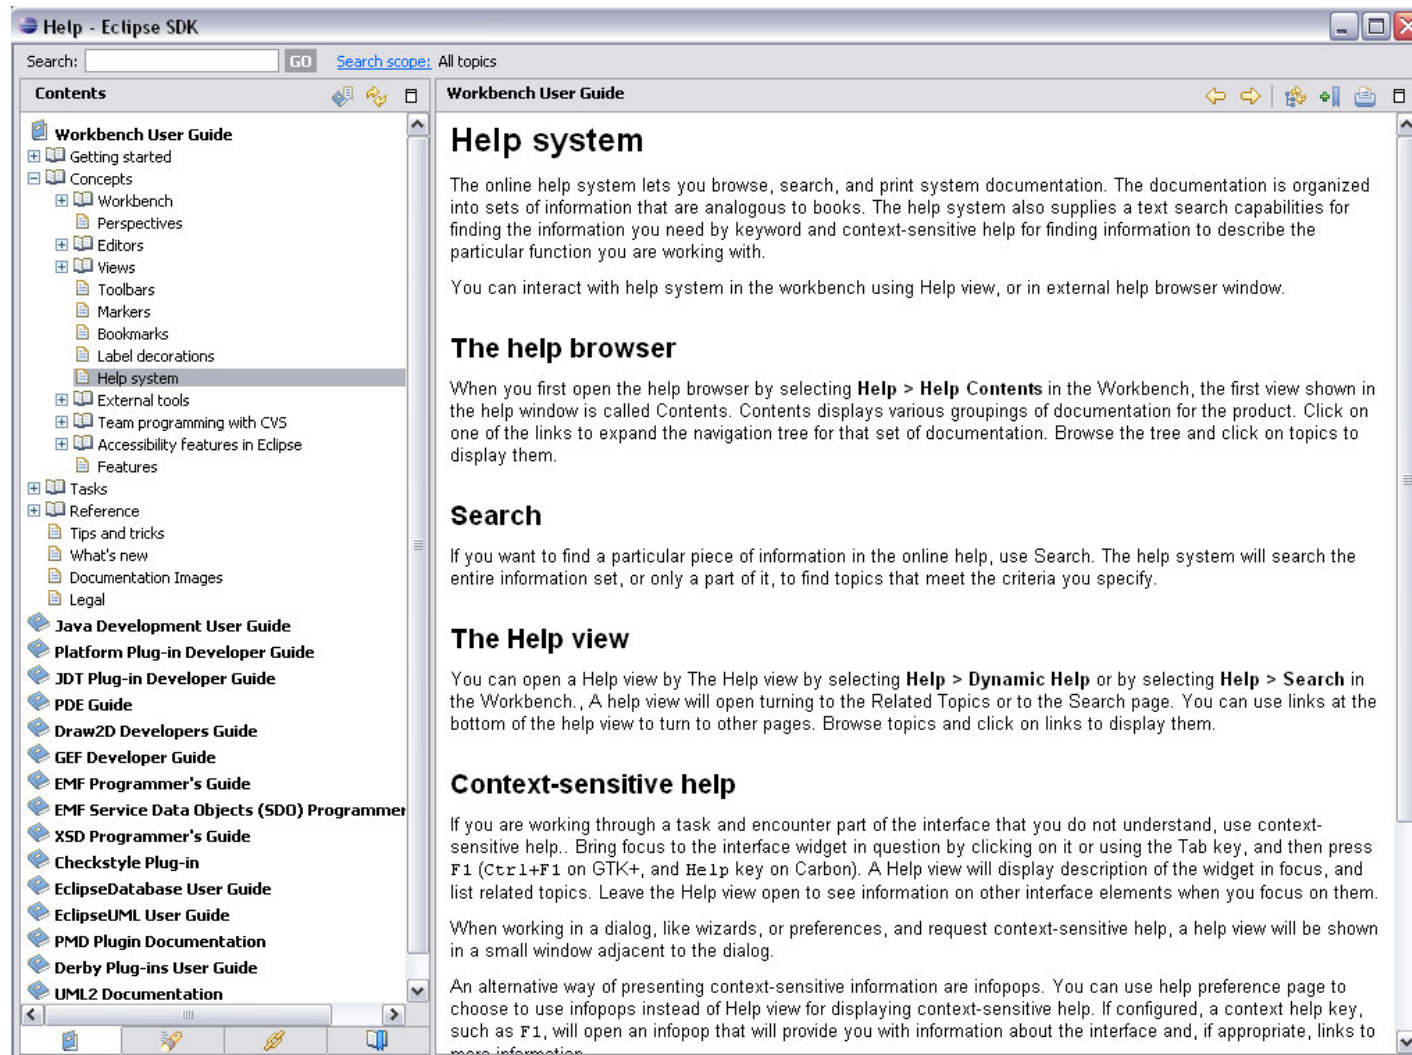 Help - Eclipse SDK
Search: GO Search scope: All topics
Contents
Workbench User Guide
Getting started
Concepts
Workbench
Perspectives
Editors
Views
Toolbars
Markers
Bookmarks
Label decorations
Help system
External tools
Team programming with CVS
Accessibility features in Eclipse
Features
Tasks
Reference
Tips and tricks
What's new
Documentation Images
Legal
Java Development User Guide
Platform Plug-in Developer Guide
JDT Plug-in Developer Guide
PDE Guide
Draw2D Developers Guide
GEF Developer Guide
EMF Programmer's Guide
EMF Service Data Objects (SDO) Programmer
XSD Programmer's Guide
Checkstyle Plug-in
EclipseDatabase User Guide
EclipseUML User Guide
PMD Plugin Documentation
Derby Plug-ins User Guide
UML2 Documentation
Workbench User Guide
Help system
The online help system lets you browse, search, and print system documentation. The documentation is organized
into sets of information that are analogous to books. The help system also supplies a text search capabilities for
finding the information you need by keyword and context-sensitive help for finding information to describe the
particular function you are working with.
You can interact with help system in the workbench using Help view, or in external help browser window.
The help browser
When you first open the help browser by selecting Help > Help Contents in the Workbench, the first view shown in
the help window is called Contents. Contents displays various groupings of documentation for the product. Click on
one of the links to expand the navigation tree for that set of documentation. Browse the tree and click on topics to
display them.
Search
If you want to find a particular piece of information in the online help, use Search. The help system will search the
entire information set, or only a part of it, to find topics that meet the criteria you specify.
The Help view
You can open a Help view by The Help view by selecting Help > Dynamic Help or by selecting Help > Search in
the Workbench., A help view will open turning to the Related Topics or to the Search page. You can use links at the
bottom of the help view to turn to other pages. Browse topics and click on links to display them.
Context-sensitive help
If you are working through a task and encounter part of the interface that you do not understand, use context-
sensitive help.. Bring focus to the interface widget in question by clicking on it or using the Tab key, and then press
F1 (Ctrl+F1 on GTK+, and Help key on Carbon). A Help view will display description of the widget in focus, and
list related topics. Leave the Help view open to see information on other interface elements when you focus on them.
When working in a dialog, like wizards, or preferences, and request context-sensitive help, a help view will be shown
in a small window adjacent to the dialog.
An alternative way of presenting context-sensitive information are infopops. You can use help preference page to
choose to use infopops instead of Help view for displaying context-sensitive help. If configured, a context help key,
such as F1, will open an infopop that will provide you with information about the interface and, if appropriate, links to
more information.